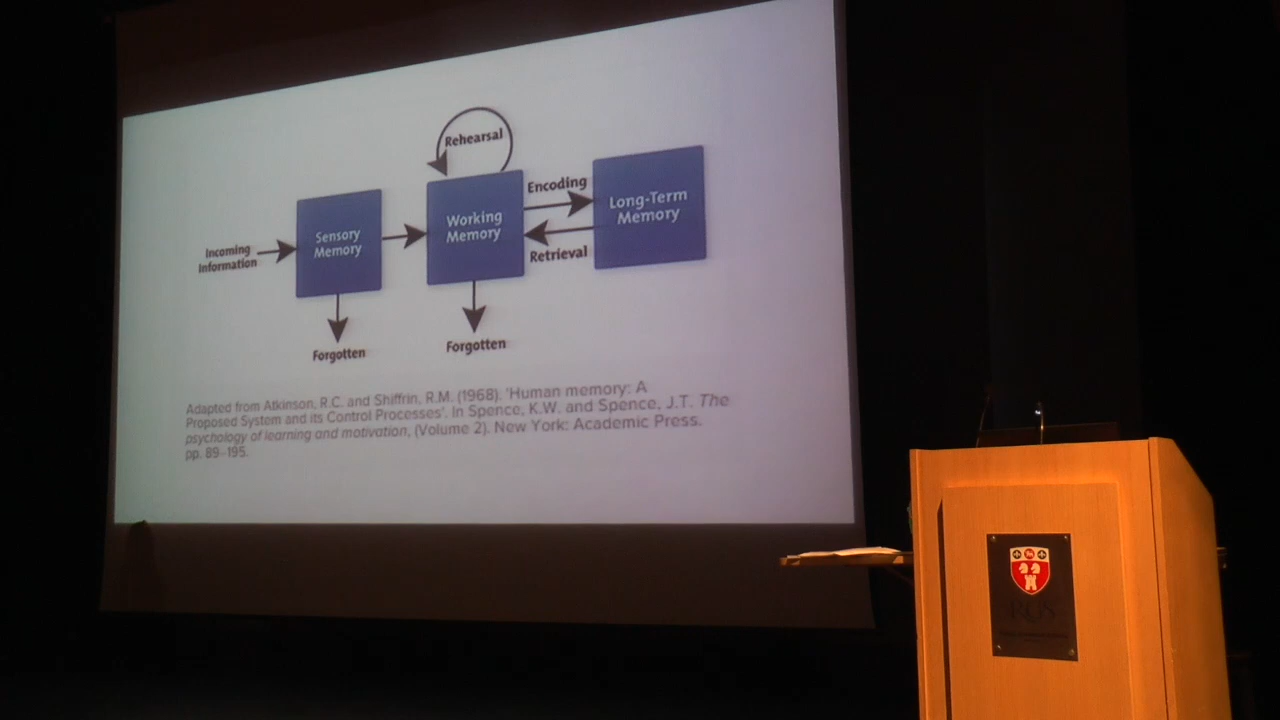 Rehearsal
Encoding
Long-Term
Memory
Working
Memory
Sensory
Memory
Incoming
Information
Retrieval
Forgotten
Forgotten
Adapted from Atkinson, R.C. and Shiffrin, R.M. (1968). 'Human memory: A
Proposed System and its Control Processes'. In Spence, K.W. and Spence, J.T. The
psychology of learning and motivation, (Volume 2). New York: Academic Press.
pp. 89–195.
RGS